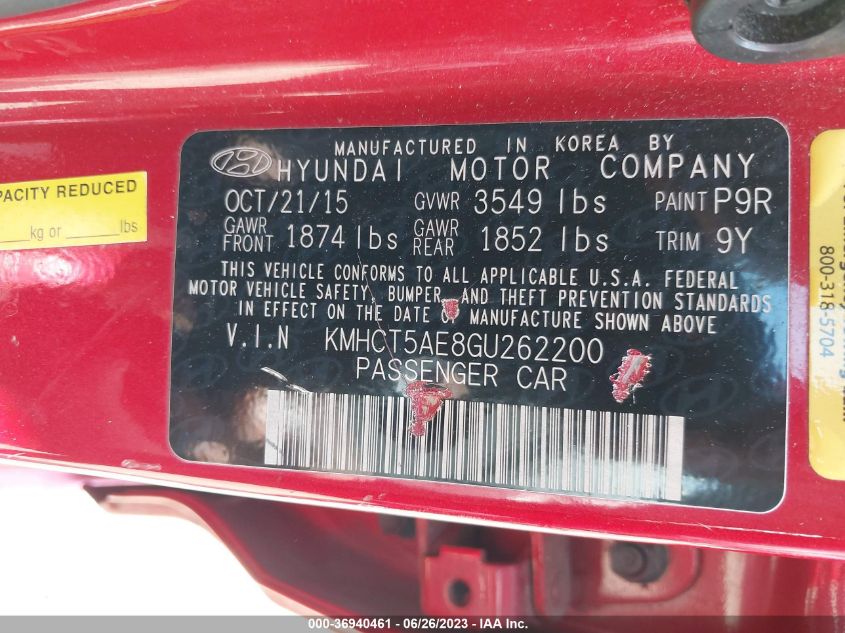 MANUFACTURED IN KOREA BY
HYUNDAI MOTOR COMPANY
OCT/21/15 GVWR 3549 lbs PAINT P9R
GAWR FRONT 1874 lbs GAWR REAR 1852 lbs TRIM 9Y
THIS VEHICLE CONFORMS TO ALL APPLICABLE U.S.A. FEDERAL
MOTOR VEHICLE SAFETY, BUMPER, AND THEFT PREVENTION STANDARDS
IN EFFECT ON THE DATE OF MANUFACTURE SHOWN ABOVE
V.I.N KMHCT5AE8GU262200
PASSENGER CAR
PACITY REDUCED
kg or lbs
800-318-5704
000-36940461 - 06/26/2023 - IAA Inc.